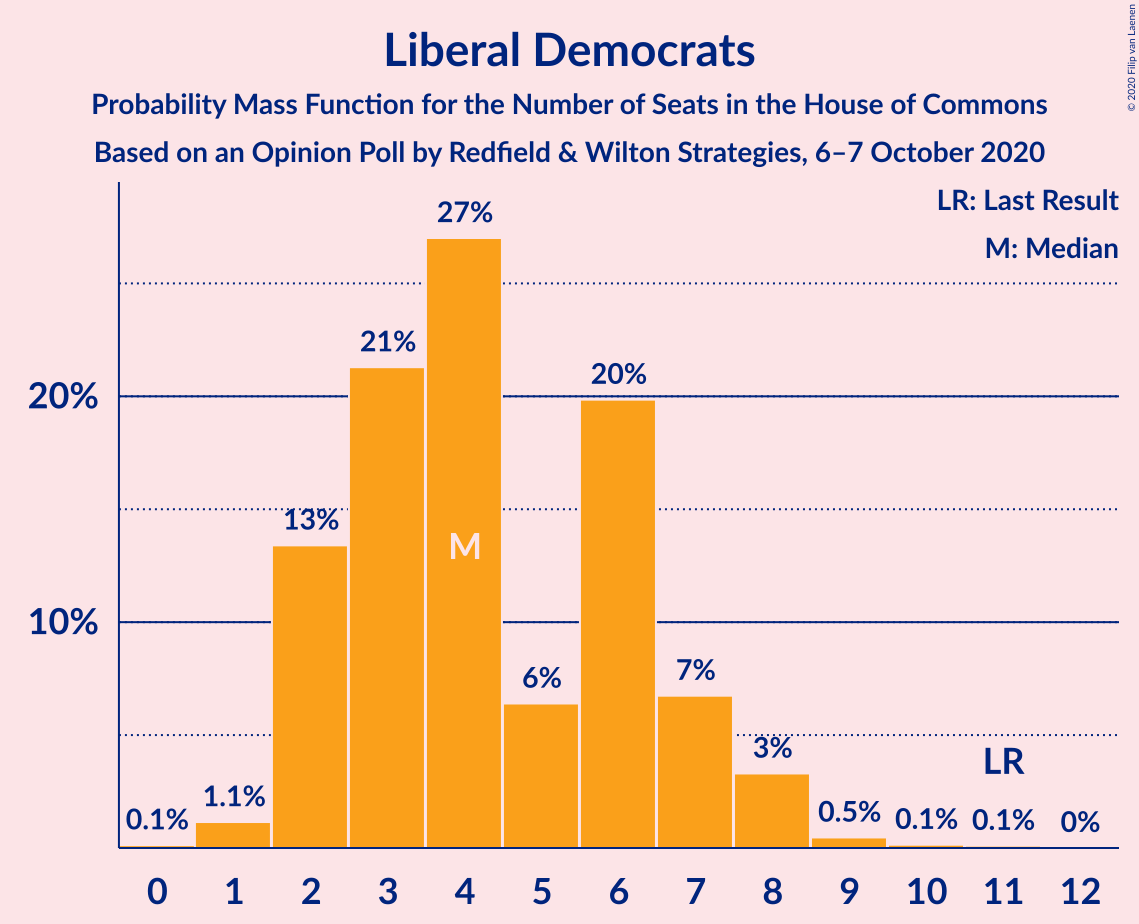 © 2020 Filip van Laenen
Liberal Democrats
Probability Mass Function for the Number of Seats in the House of Commons
Based on an Opinion Poll by Redfield & Wilton Strategies, 6–7 October 2020
LR: Last Result
M: Median
27%
21%
20%
20%
13%
M
10%
6%
7%
3%
LR
0.1%
1.1%
0.5%
0.1%
0.1%
0%
0 1 2 3 4 5 6 7 8 9 10 11 12